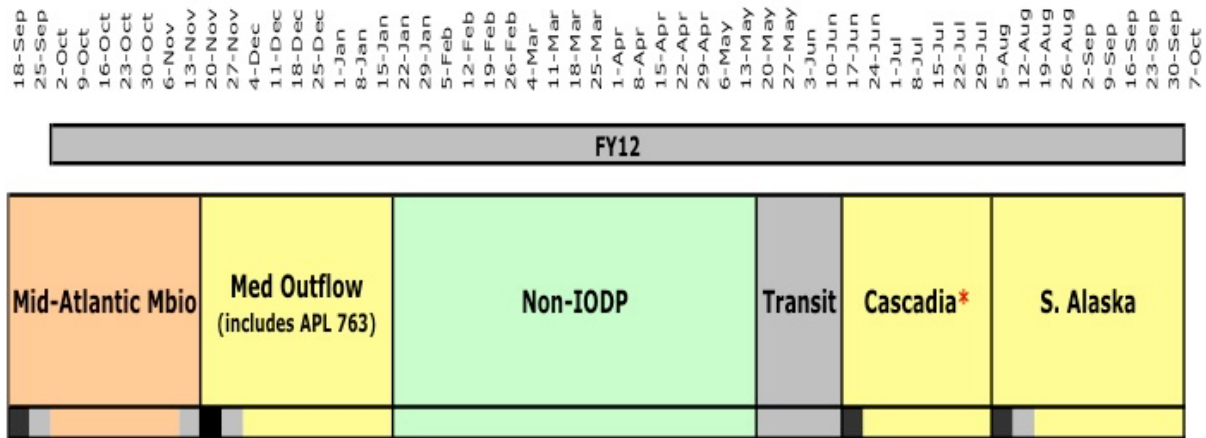 18-Sep
25-Sep
2-Oct
9-Oct
16-Oct
23-Oct
30-Oct
6-Nov
13-Nov
20-Nov
27-Nov
4-Dec
11-Dec
18-Dec
25-Dec
1-Jan
8-Jan
15-Jan
22-Jan
29-Jan
5-Feb
12-Feb
19-Feb
26-Feb
4-Mar
11-Mar
18-Mar
25-Mar
1-Apr
8-Apr
15-Apr
22-Apr
29-Apr
6-May
13-May
20-May
27-May
3-Jun
10-Jun
17-Jun
24-Jun
1-Jul
8-Jul
15-Jul
22-Jul
29-Jul
5-Aug
12-Aug
19-Aug
26-Aug
2-Sep
9-Sep
16-Sep
23-Sep
30-Sep
7-Oct
FY12
Mid-Atlantic Mbio
Med Outflow
(includes APL 763)
Non-IODP
Transit
Cascadia*
S. Alaska